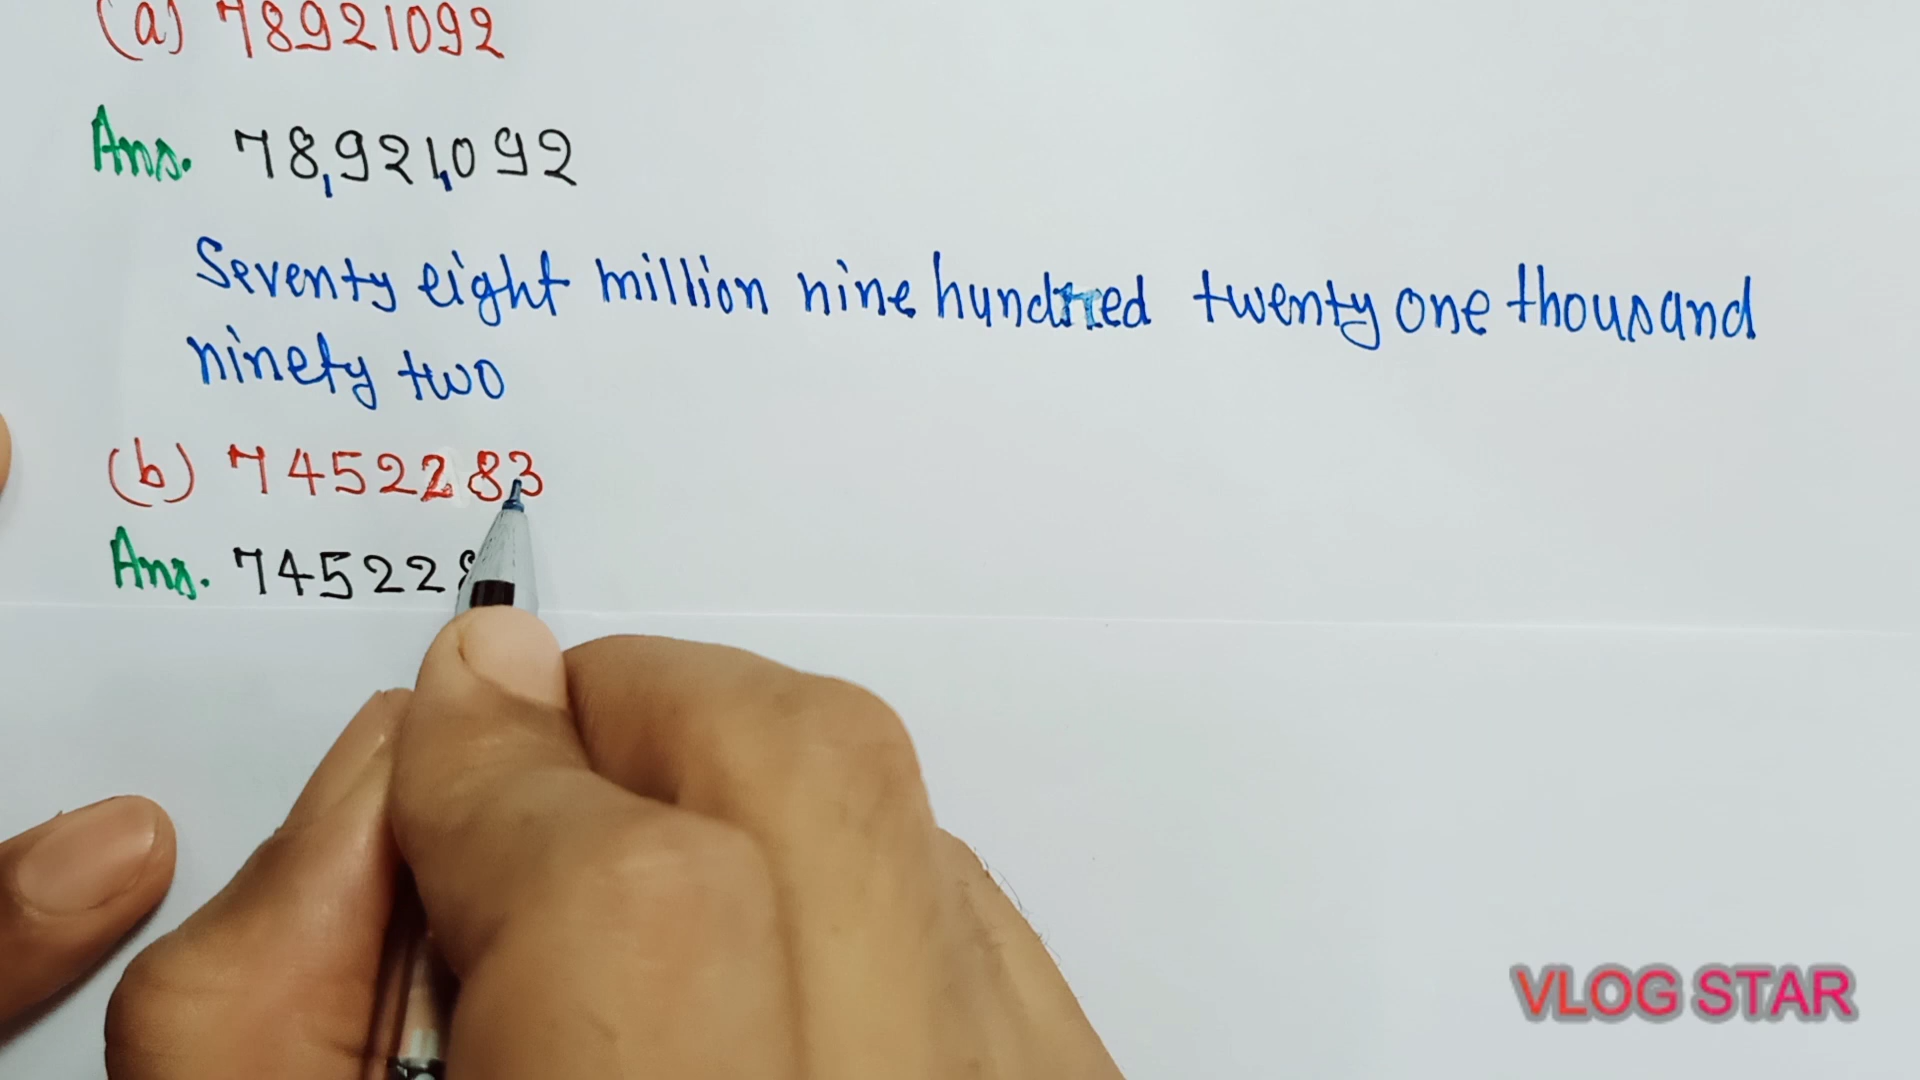 (a) 78921092
Ans. 78,921,092
Seventy eight million nine hundred twenty one thousand
ninety two
(b) 7452283
Ans. 745228
VLOG STAR